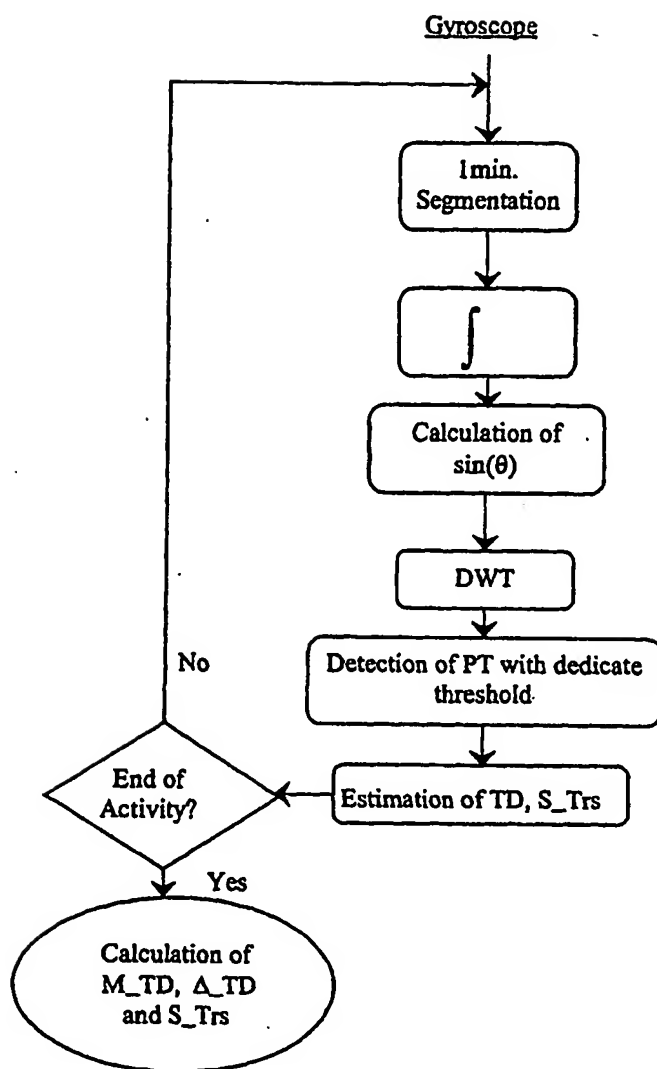 Gyroscope
1min.
Segmentation
∫
Calculation of
sin(θ)
DWT
Detection of PT with dedicate
threshold
Estimation of TD, S_Trs
End of
Activity?
No
Yes
Calculation of
M_TD, Δ_TD
and S_Trs